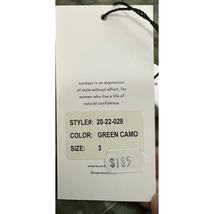 sundays is an expression
of style without effort, for
women who live a life of
natural confidence.
STYLE#: 20-22-028
COLOR: GREEN CAMO
SIZE: 3
$185